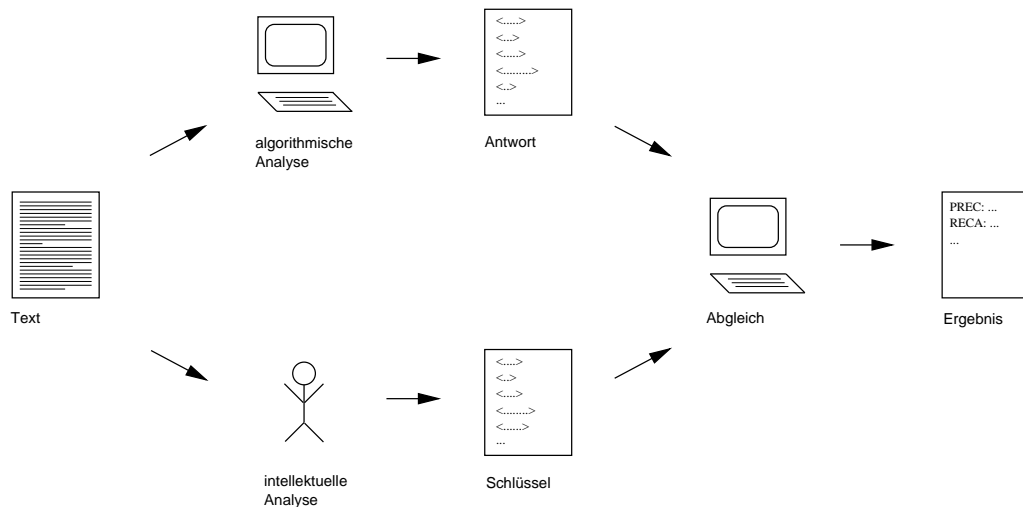 <.....>
<...>
<.....>
<.........>
<..>
...
algorithmische
Analyse
Antwort
Text
PREC: ...
RECA: ...
...
Abgleich
Ergebnis
<....>
<..>
<....>
<........>
<......>
...
intellektuelle
Analyse
Schlüssel